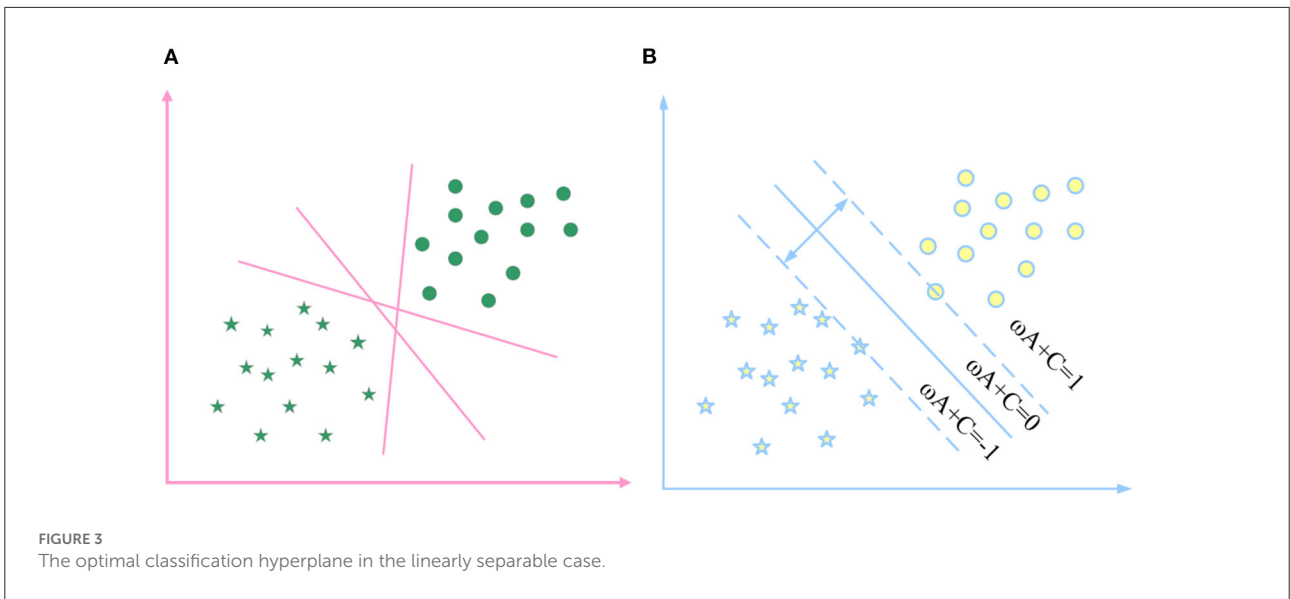 A
B
ωA+C=1
ωA+C=0
ωA+C=-1
FIGURE 3
The optimal classification hyperplane in the linearly separable case.